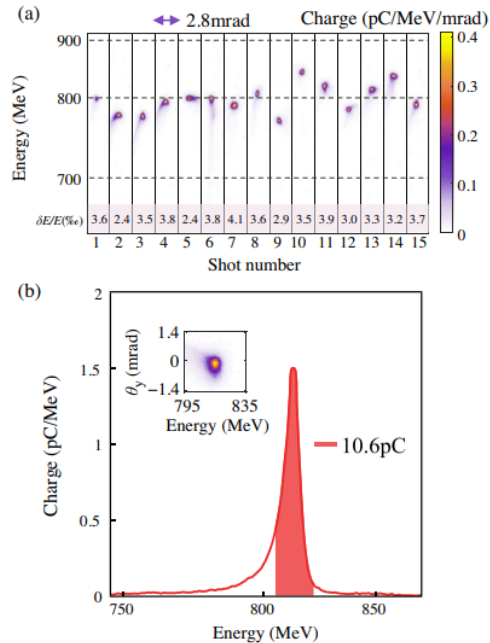 (a)
2.8mrad
Charge (pC/MeV/mrad)
Energy (MeV)
900
800
700
0.4
0.3
0.2
0.1
0
δE/E(‰)
3.6 2.4 3.5 3.8 2.4 3.8 4.1 3.6 2.9 3.5 3.9 3.0 3.3 3.2 3.7
1 2 3 4 5 6 7 8 9 10 11 12 13 14 15
Shot number
(b)
Charge (pC/MeV)
2
1.5
1
0.5
0
θy (mrad)
1.4
0
−1.4
795 835
Energy (MeV)
10.6pC
750 800 850
Energy (MeV)